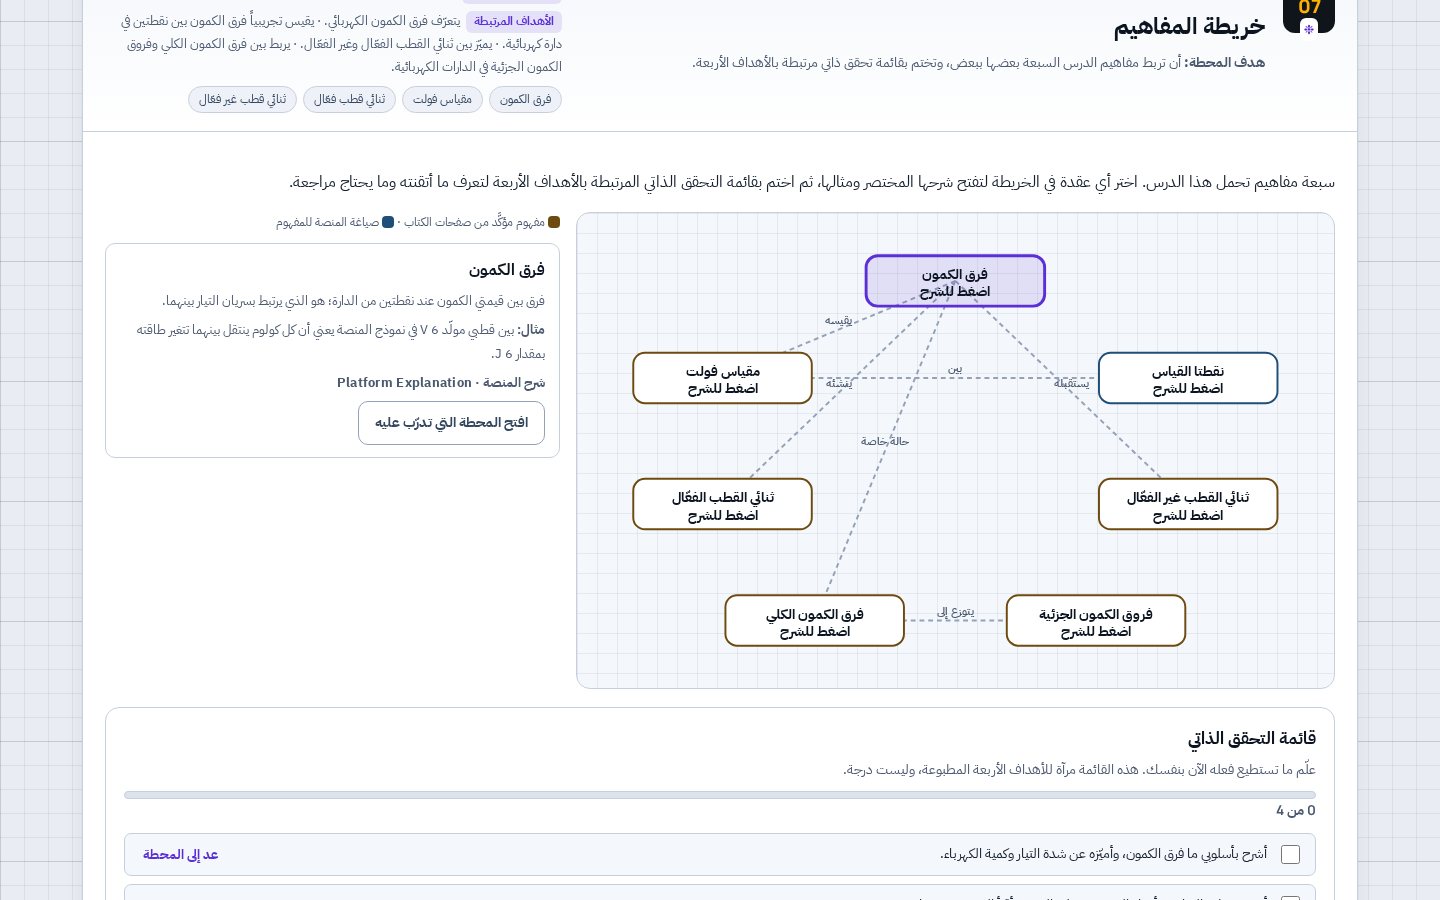 07
خريطة المفاهيم
هدف المحطة: أن تربط مفاهيم الدرس السبعة بعضها ببعض، وتختم بقائمة تحقق ذاتي مرتبطة بالأهداف الأربعة.
الأهداف المرتبطة يتعرّف فرق الكمون الكهربائي. · يقيس تجريبياً فرق الكمون بين نقطتين في
دارة كهربائية. · يميّز بين ثنائي القطب الفعّال وغير الفعّال. · يربط بين فرق الكمون الكلي وفروق
الكمون الجزئية في الدارات الكهربائية.
فرق الكمون
مقياس فولت
ثنائي قطب فعّال
ثنائي قطب غير فعّال
سبعة مفاهيم تحمل هذا الدرس. اختر أي عقدة في الخريطة لتفتح شرحها المختصر ومثالها، ثم اختم بقائمة التحقق الذاتي المرتبطة بالأهداف الأربعة لتعرف ما أتقنته وما يحتاج مراجعة.
فرق الكمون
اضغط للشرح
يقيسه
نقطتا القياس
اضغط للشرح
بين
مقياس فولت
اضغط للشرح
يستقبله
ينشئه
حالة خاصة
ثنائي القطب غير الفعّال
اضغط للشرح
ثنائي القطب الفعّال
اضغط للشرح
فروق الكمون الجزئية
اضغط للشرح
يتوزع إلى
فرق الكمون الكلي
اضغط للشرح
مفهوم مؤكَّد من صفحات الكتاب · صياغة المنصة للمفهوم
فرق الكمون
فرق بين قيمتي الكمون عند نقطتين من الدارة؛ هو الذي يرتبط بسريان التيار بينهما.
مثال: بين قطبي مولّد 6 V في نموذج المنصة يعني أن كل كولوم ينتقل بينهما تتغير طاقته
بمقدار 6 J.
شرح المنصة · Platform Explanation
افتح المحطة التي تدرّب عليه
قائمة التحقق الذاتي
علّم ما تستطيع فعله الآن بنفسك. هذه القائمة مرآة للأهداف الأربعة المطبوعة، وليست درجة.
0 من 4
أشرح بأسلوبي ما فرق الكمون، وأميّزه عن شدة التيار وكمية الكهرباء.
عد إلى المحطة